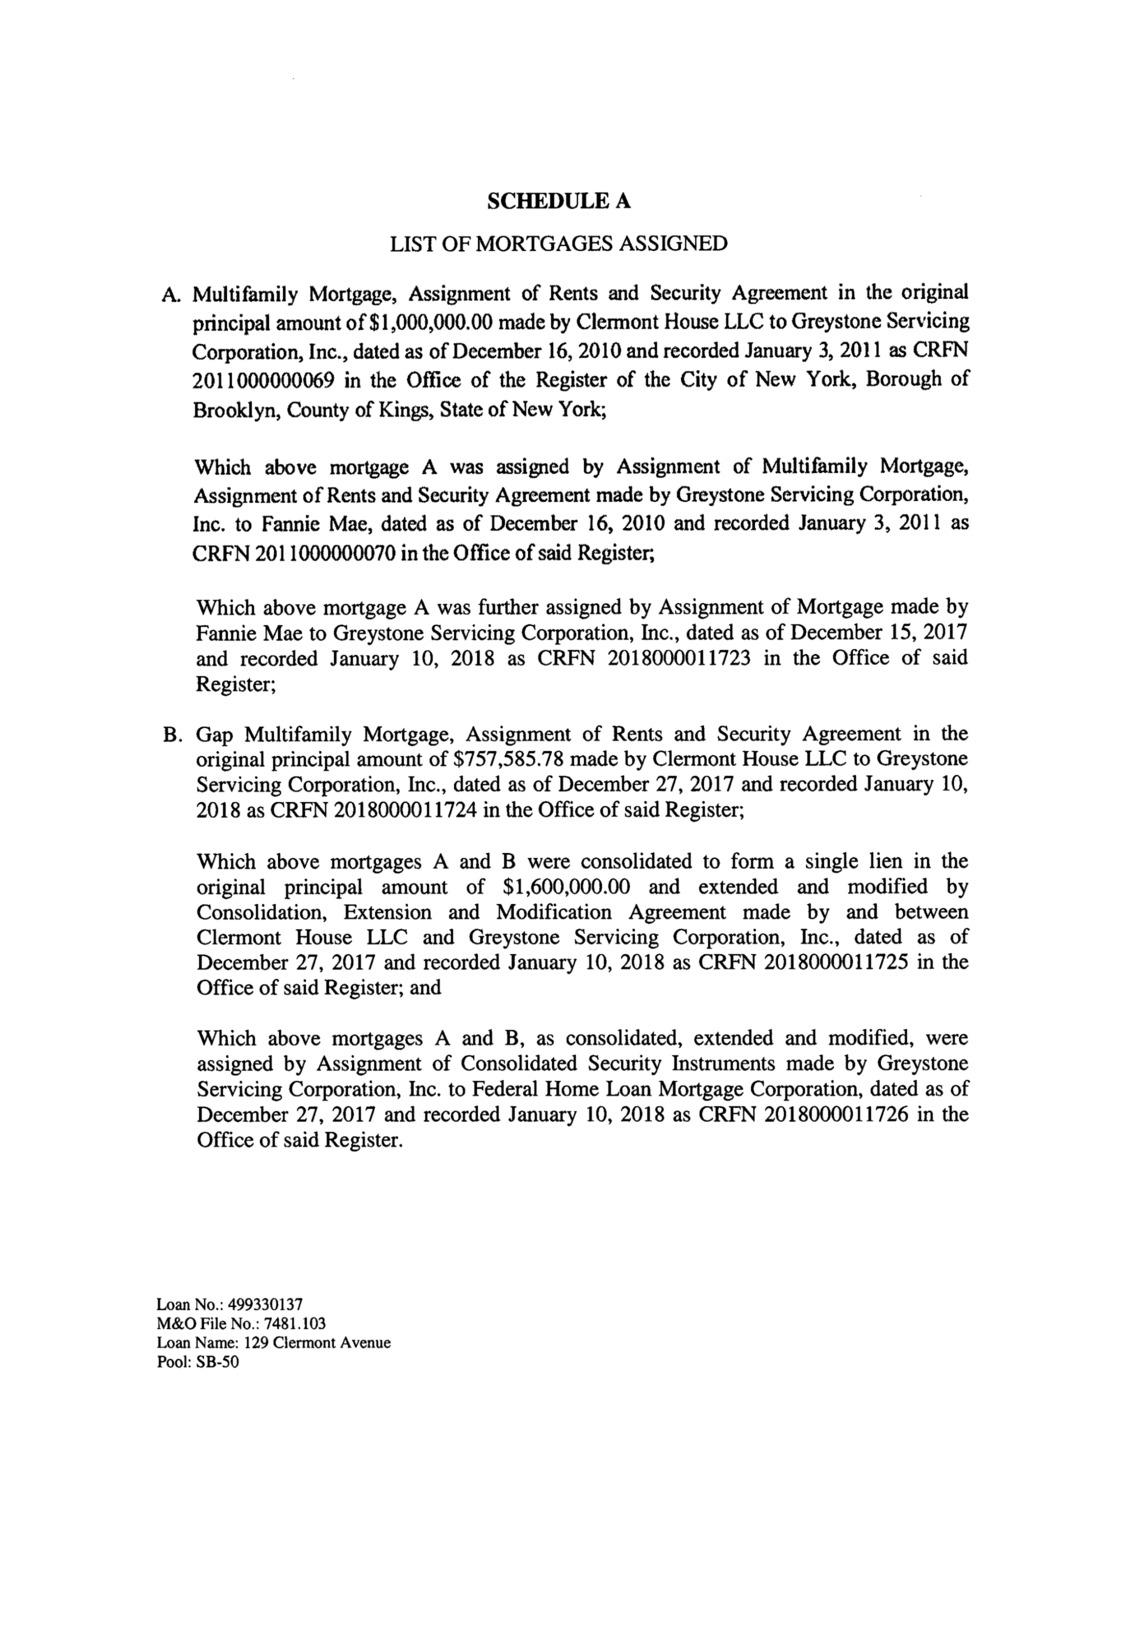 SCHEDULE A
LIST OF MORTGAGES ASSIGNED
A. Multifamily Mortgage, Assignment of Rents and Security Agreement in the original
principal amount of $1,000,000.00 made by Clermont House LLC to Greystone Servicing
Corporation, Inc., dated as of December 16, 2010 and recorded January 3, 2011 as CRFN
2011000000069 in the Office of the Register of the City of New York, Borough of
Brooklyn, County of Kings, State of New York;
Which above mortgage A was assigned by Assignment of Multifamily Mortgage,
Assignment of Rents and Security Agreement made by Greystone Servicing Corporation,
Inc. to Fannie Mae, dated as of December 16, 2010 and recorded January 3, 2011 as
CRFN 2011000000070 in the Office of said Register;
Which above mortgage A was further assigned by Assignment of Mortgage made by
Fannie Mae to Greystone Servicing Corporation, Inc., dated as of December 15, 2017
and recorded January 10, 2018 as CRFN 2018000011723 in the Office of said
Register;
B. Gap Multifamily Mortgage, Assignment of Rents and Security Agreement in the
original principal amount of $757,585.78 made by Clermont House LLC to Greystone
Servicing Corporation, Inc., dated as of December 27, 2017 and recorded January 10,
2018 as CRFN 2018000011724 in the Office of said Register;
Which above mortgages A and B were consolidated to form a single lien in the
original principal amount of $1,600,000.00 and extended and modified by
Consolidation, Extension and Modification Agreement made by and between
Clermont House LLC and Greystone Servicing Corporation, Inc., dated as of
December 27, 2017 and recorded January 10, 2018 as CRFN 2018000011725 in the
Office of said Register; and
Which above mortgages A and B, as consolidated, extended and modified, were
assigned by Assignment of Consolidated Security Instruments made by Greystone
Servicing Corporation, Inc. to Federal Home Loan Mortgage Corporation, dated as of
December 27, 2017 and recorded January 10, 2018 as CRFN 2018000011726 in the
Office of said Register.
Loan No.: 499330137
M&O File No.: 7481.103
Loan Name: 129 Clermont Avenue
Pool: SB-50